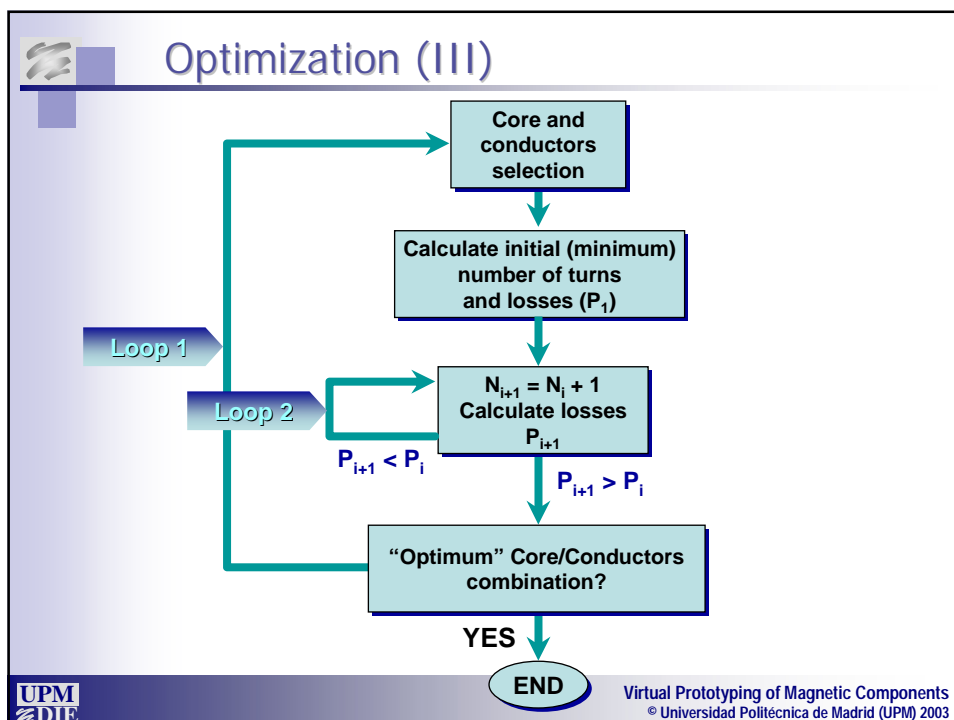 Optimization (III)
Core and
conductors
selection
Calculate initial (minimum)
number of turns
and losses (P₁)
Loop 1
Nᵢ₊₁ = Nᵢ + 1
Calculate losses
Pᵢ₊₁
Loop 2
Pᵢ₊₁ < Pᵢ
Pᵢ₊₁ > Pᵢ
“Optimum” Core/Conductors
combination?
YES
END
UPM
DIE
Virtual Prototyping of Magnetic Components
© Universidad Politécnica de Madrid (UPM) 2003